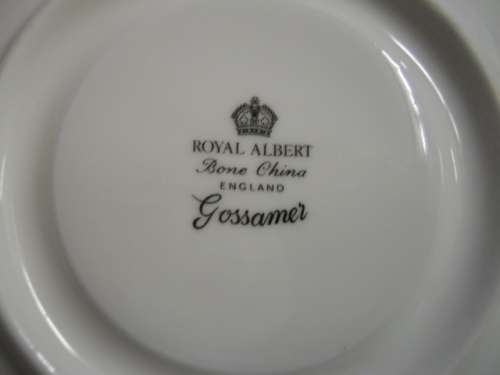 ROYAL ALBERT
Bone China
ENGLAND
Gossamer